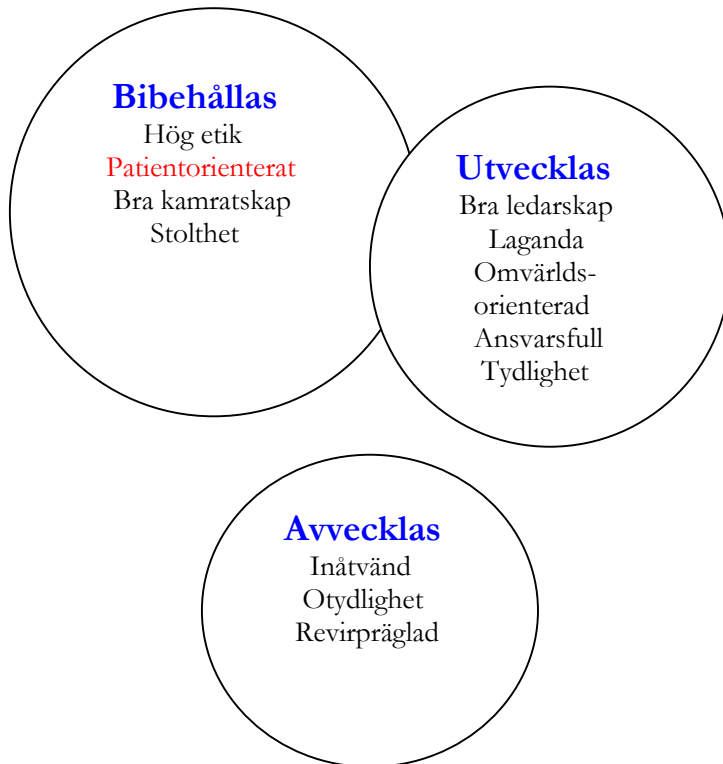 Bibehållas
Hög etik
Patientorienterat
Bra kamratskap
Stolthet
Utvecklas
Bra ledarskap
Laganda
Omvärlds-
orienterad
Ansvarsfull
Tydlighet
Avvecklas
Inåtvänd
Otydlighet
Revirpräglad